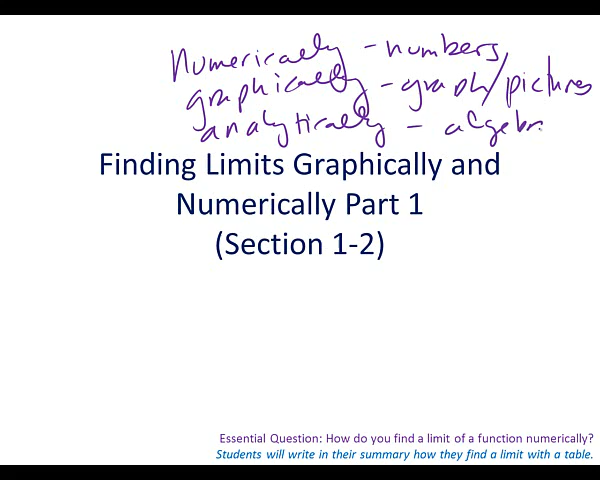 Numerically - numbers,
graphically - graph/pictures
analytically - algebr
Finding Limits Graphically and
Numerically Part 1
(Section 1-2)
Essential Question: How do you find a limit of a function numerically?
Students will write in their summary how they find a limit with a table.